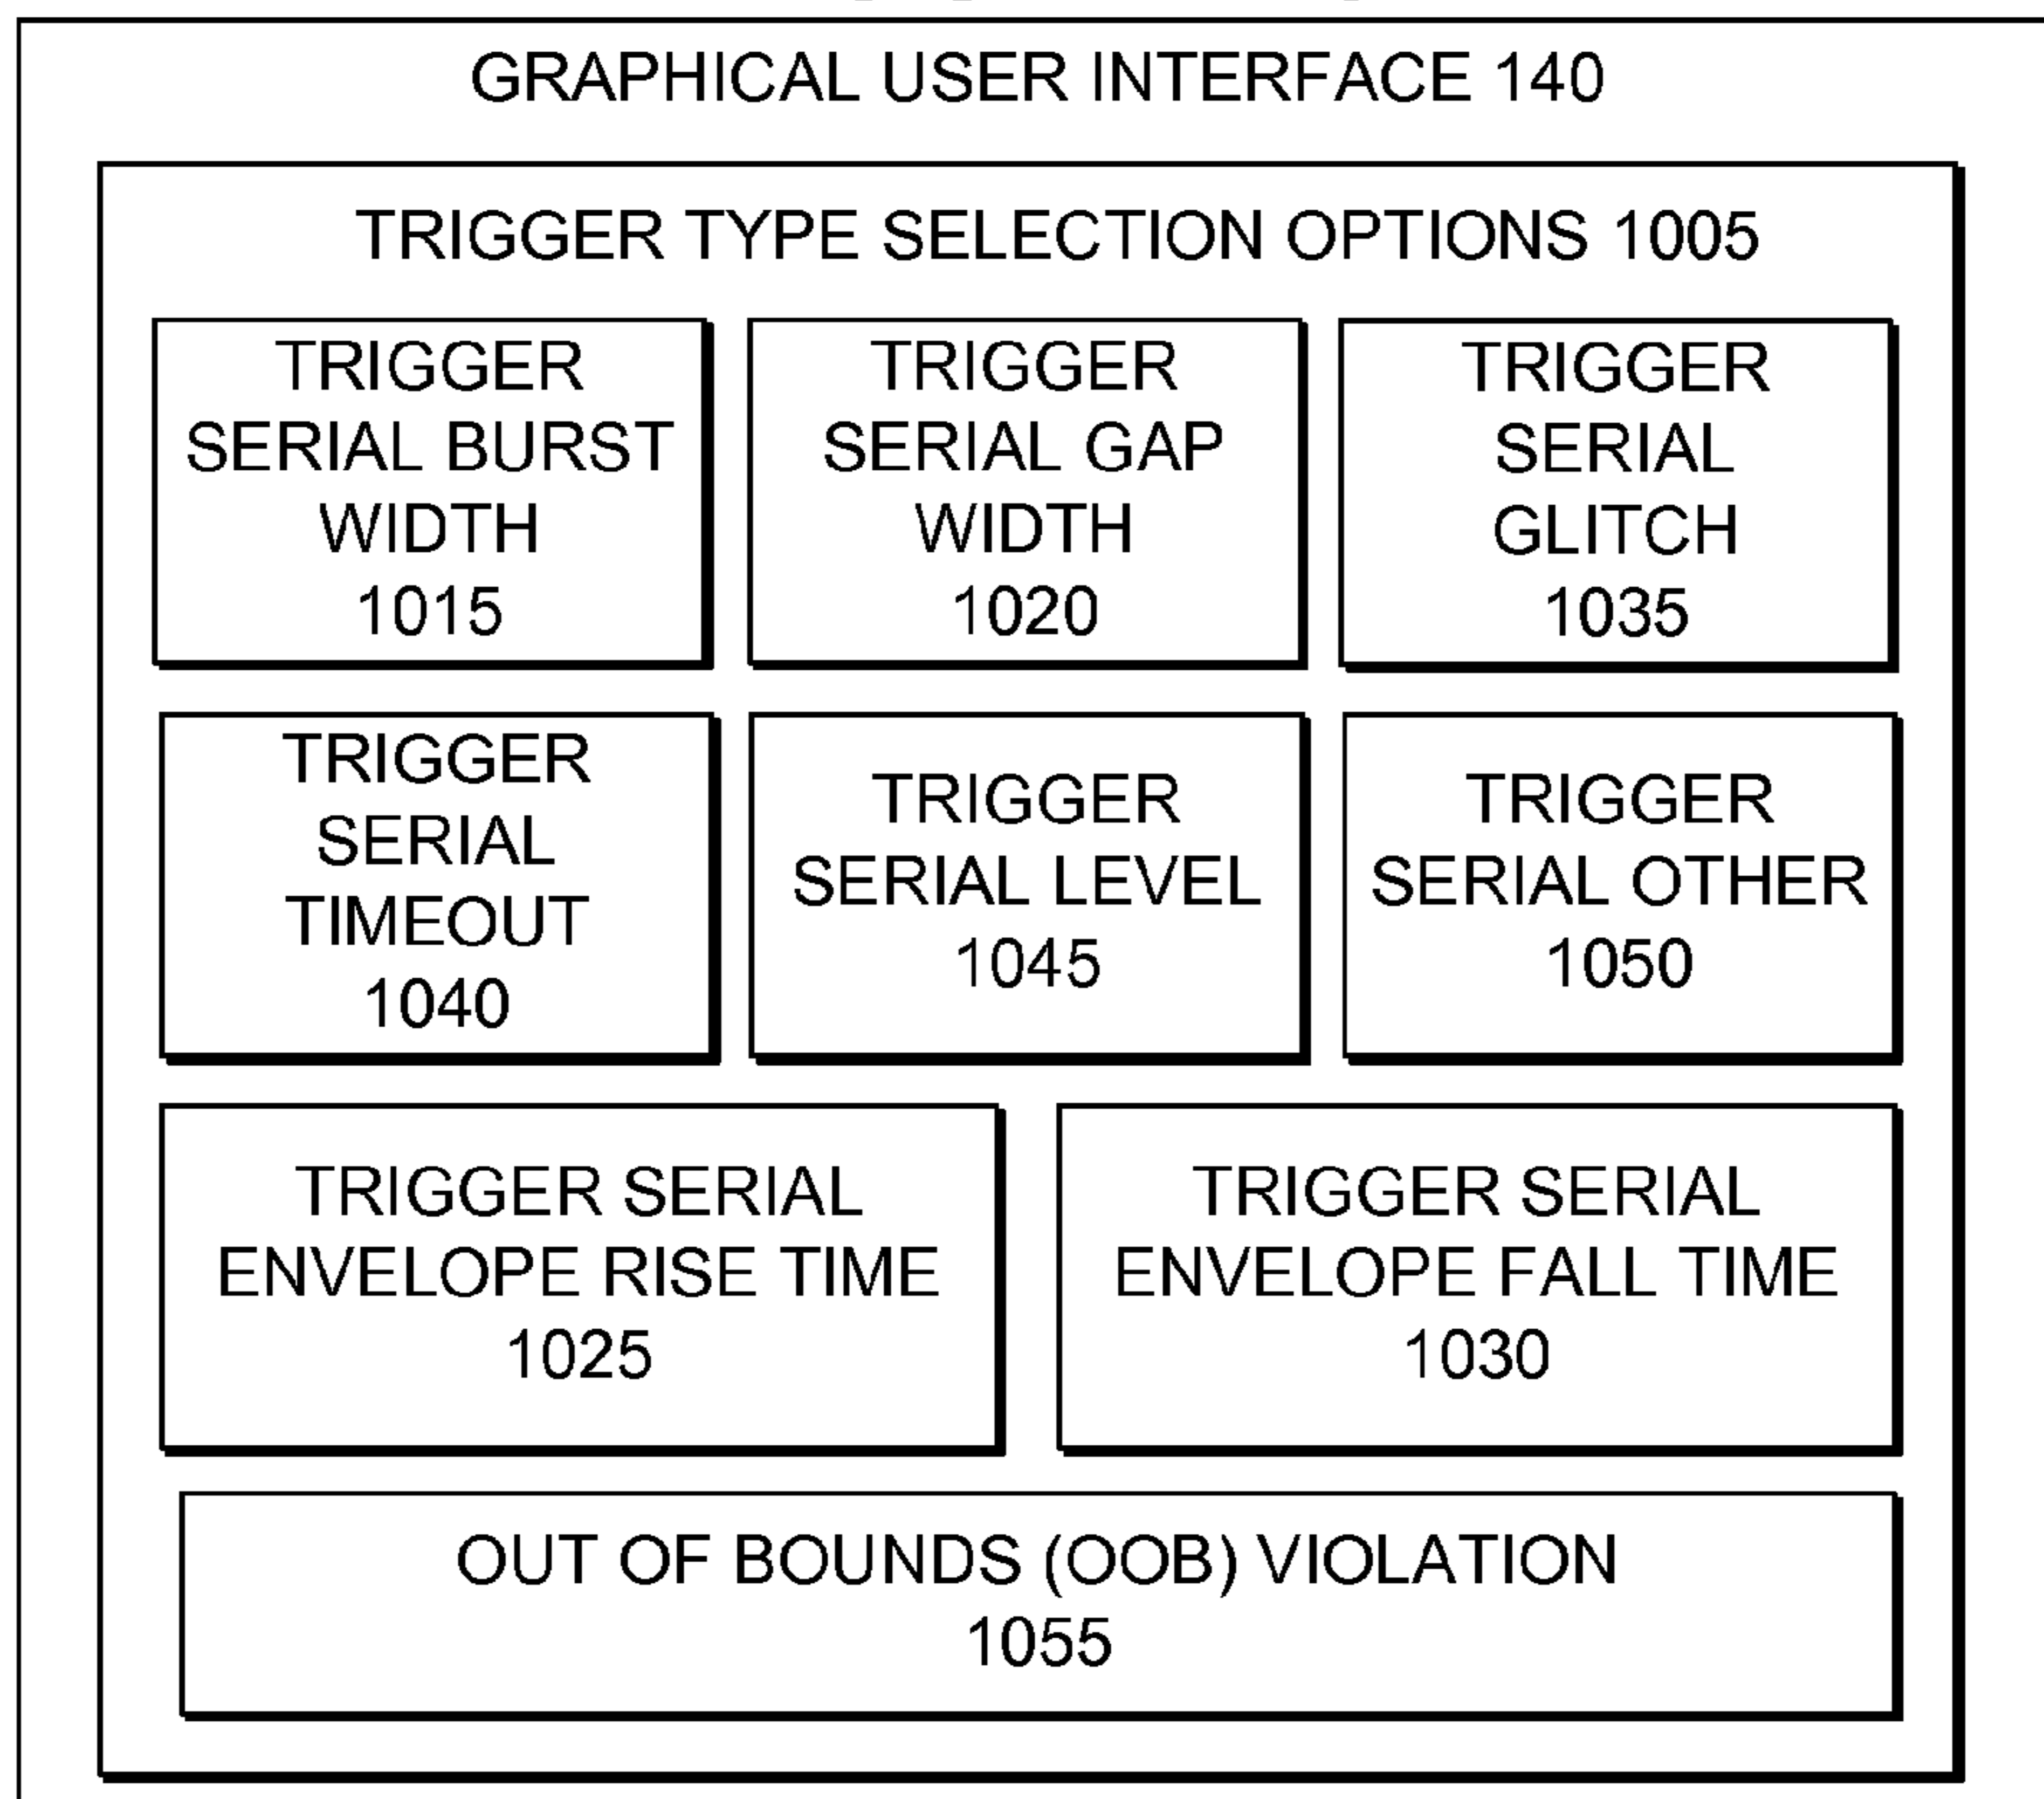 GRAPHICAL USER INTERFACE 140
TRIGGER TYPE SELECTION OPTIONS 1005
TRIGGER
SERIAL BURST
WIDTH
1015
TRIGGER
SERIAL GAP
WIDTH
1020
TRIGGER
SERIAL
GLITCH
1035
TRIGGER
SERIAL
TIMEOUT
1040
TRIGGER
SERIAL LEVEL
1045
TRIGGER
SERIAL OTHER
1050
TRIGGER SERIAL
ENVELOPE RISE TIME
1025
TRIGGER SERIAL
ENVELOPE FALL TIME
1030
OUT OF BOUNDS (OOB) VIOLATION
1055